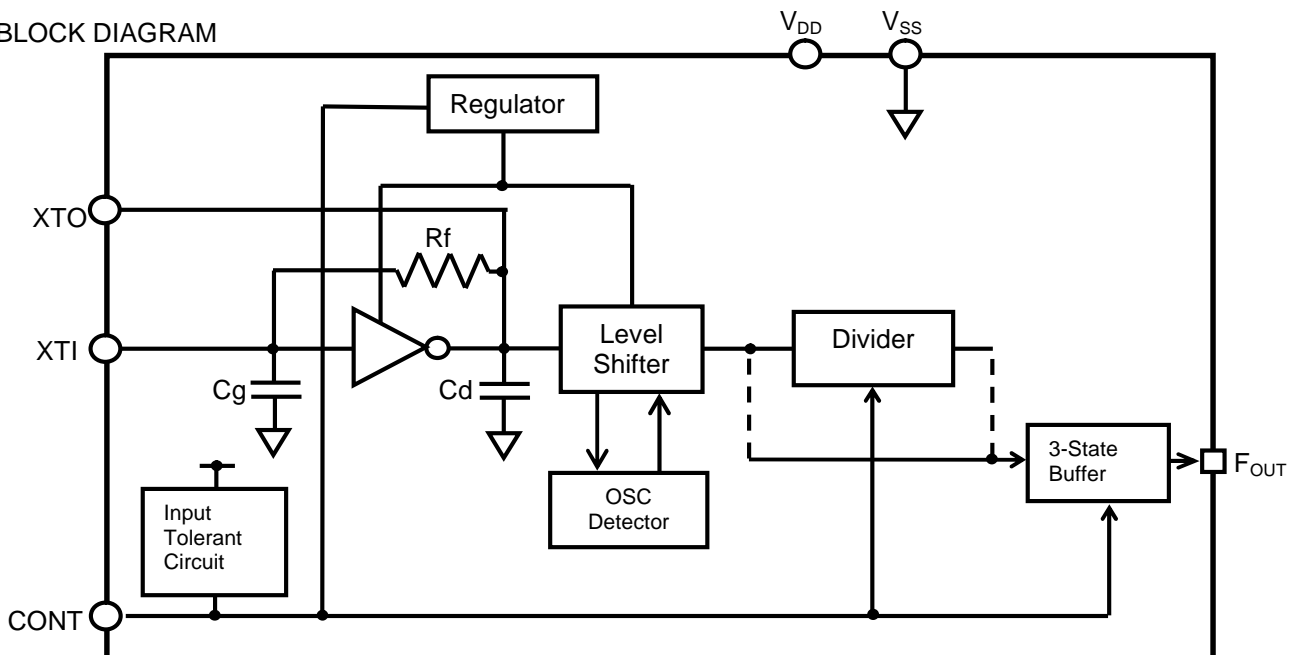 BLOCK DIAGRAM
VDD
VSS
Regulator
XTO
Rf
XTI
Level
Shifter
Divider
Cg
Cd
3-State
Buffer
FOUT
OSC
Detector
Input
Tolerant
Circuit
CONT